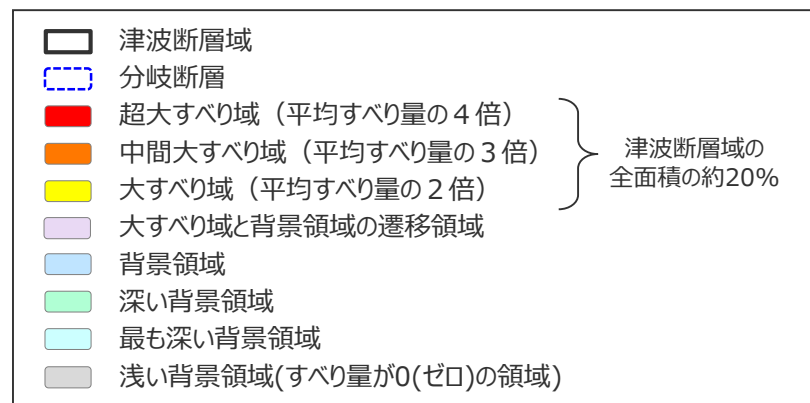 津波断層域
分岐断層
超大すべり域（平均すべり量の４倍）
中間大すべり域（平均すべり量の３倍）
大すべり域（平均すべり量の２倍）
津波断層域の
全面積の約20%
大すべり域と背景領域の遷移領域
背景領域
深い背景領域
最も深い背景領域
浅い背景領域(すべり量が0(ゼロ)の領域)